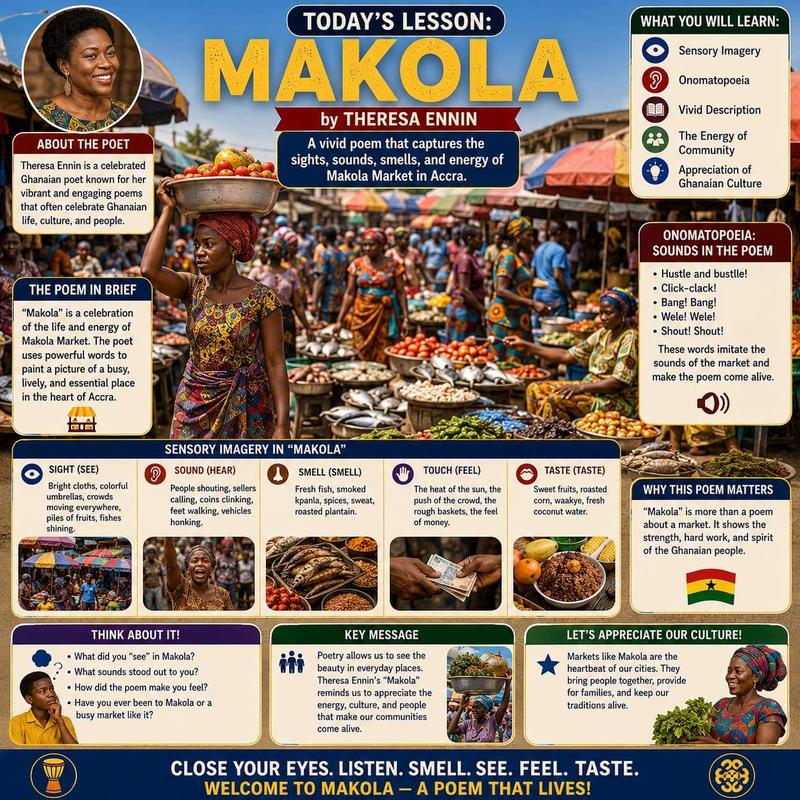 TODAY'S LESSON:
MAKOLA
by THERESA ENNIN
A vivid poem that captures the
sights, sounds, smells, and energy of
Makola Market in Accra.
ABOUT THE POET
Theresa Ennin is a celebrated
Ghanaian poet known for her
vibrant and engaging poems
that often celebrate Ghanaian
life, culture, and people.
WHAT YOU WILL LEARN:
Sensory Imagery
Onomatopoeia
Vivid Description
The Energy of
Community
Appreciation of
Ghanaian Culture
THE POEM IN BRIEF
"Makola" is a celebration
of the life and energy of
Makola Market. The poet
uses powerful words to
paint a picture of a busy,
lively, and essential place
in the heart of Accra.
ONOMATOPOEIA:
SOUNDS IN THE POEM
• Hustle and bustlle!
• Click-clack!
• Bang! Bang!
• Wele! Wele!
• Shout! Shout!
These words imitate the
sounds of the market and
make the poem come alive.
SENSORY IMAGERY IN "MAKOLA"
SIGHT (SEE)
Bright cloths, colorful
umbrellas, crowds
moving everywhere,
piles of fruits, fishes
shining.
SOUND (HEAR)
People shouting, sellers
calling, coins clinking,
feet walking, vehicles
honking.
SMELL (SMELL)
Fresh fish, smoked
kpanla, spices, sweat,
roasted plantain.
TOUCH (FEEL)
The heat of the sun, the
push of the crowd, the
rough baskets, the feel
of money.
TASTE (TASTE)
Sweet fruits, roasted
corn, waakye, fresh
coconut water.
WHY THIS POEM MATTERS
"Makola" is more than a poem
about a market. It shows the
strength, hard work, and spirit
of the Ghanaian people.
THINK ABOUT IT!
• What did you "see" in Makola?
• What sounds stood out to you?
• How did the poem make you feel?
• Have you ever been to Makola or a
busy market like it?
KEY MESSAGE
Poetry allows us to see the
beauty in everyday places.
Theresa Ennin's "Makola"
reminds us to appreciate the
energy, culture, and people
that make our communities
come alive.
LET'S APPRECIATE OUR CULTURE!
Markets like Makola are the
heartbeat of our cities. They
bring people together, provide
for families, and keep our
traditions alive.
CLOSE YOUR EYES. LISTEN. SMELL. SEE. FEEL. TASTE.
WELCOME TO MAKOLA — A POEM THAT LIVES!